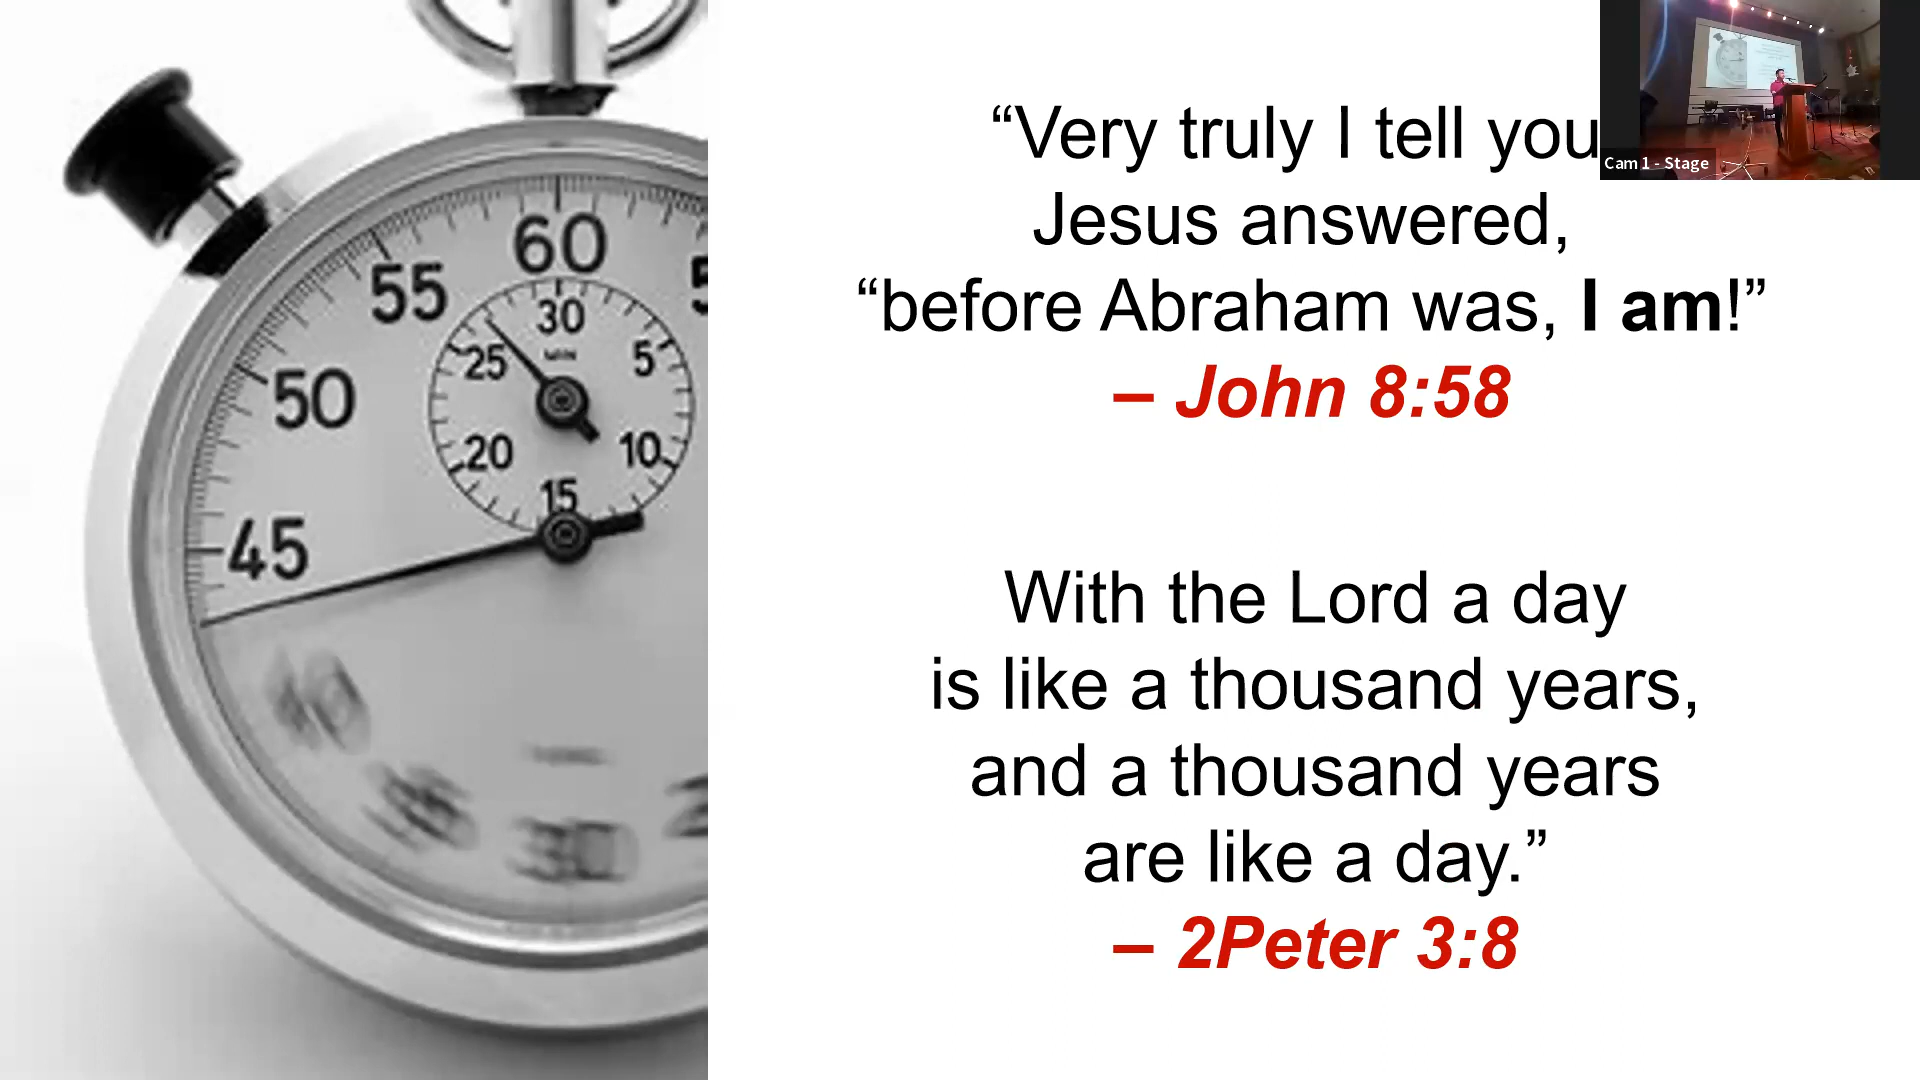 “Very truly I tell you
Jesus answered,
“before Abraham was, I am!”
– John 8:58
With the Lord a day
is like a thousand years,
and a thousand years
are like a day.”
– 2Peter 3:8
Cam 1 - Stage
60
55
50
45
30
25
5
MIN
20
10
15
30